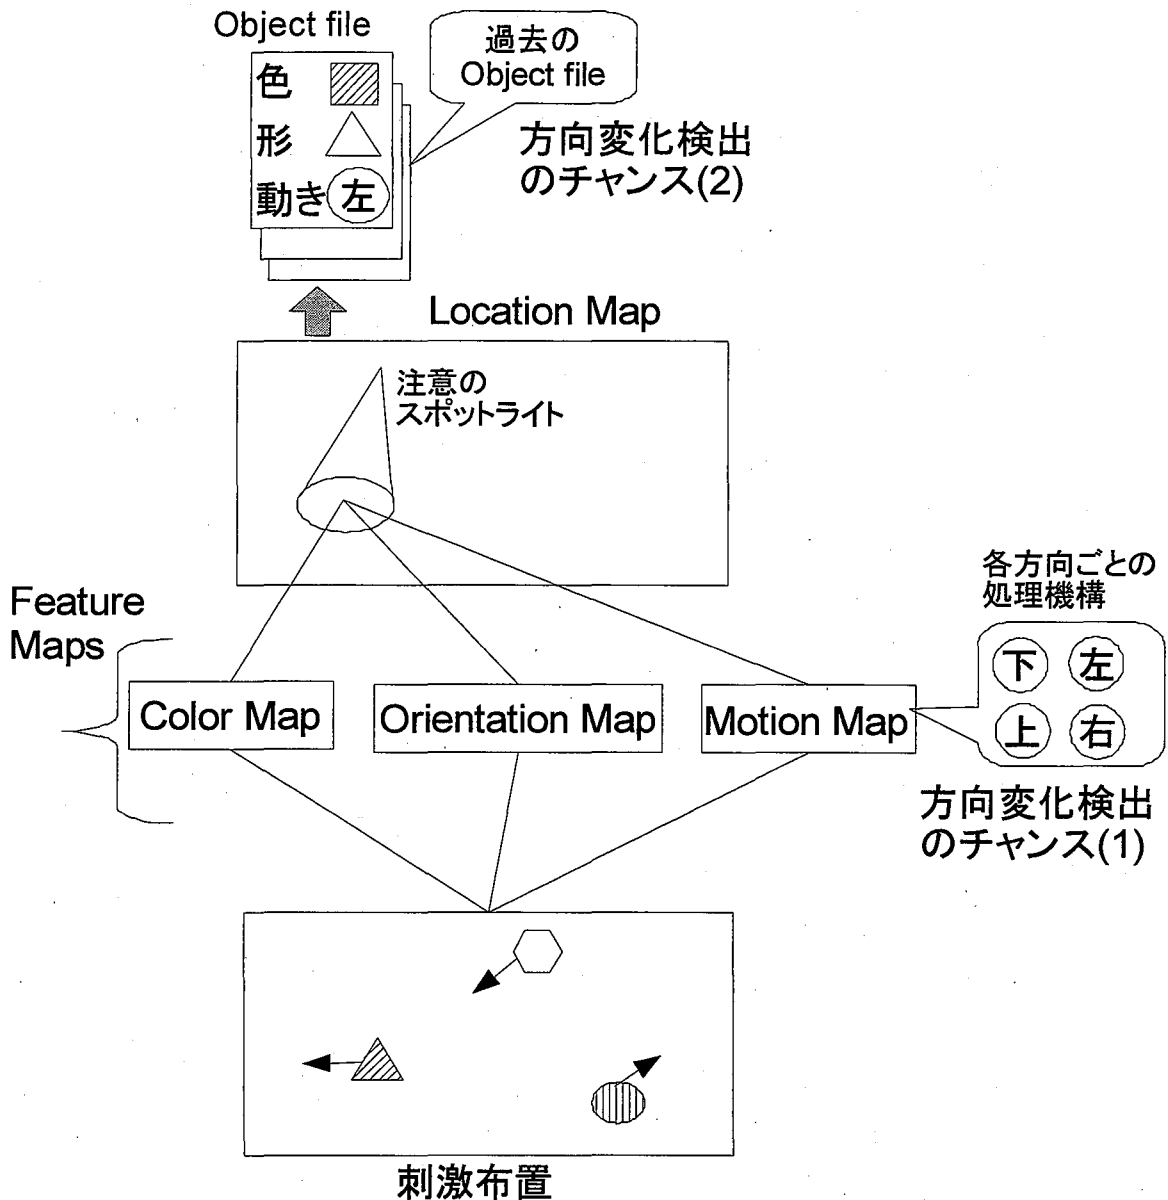 Object file
過去の
Object file
色
形
動き 左
方向変化検出
のチャンス(2)
Location Map
注意の
スポットライト
各方向ごとの
処理機構
Feature
Maps
下 左
上 右
Color Map
Orientation Map
Motion Map
方向変化検出
のチャンス(1)
刺激布置